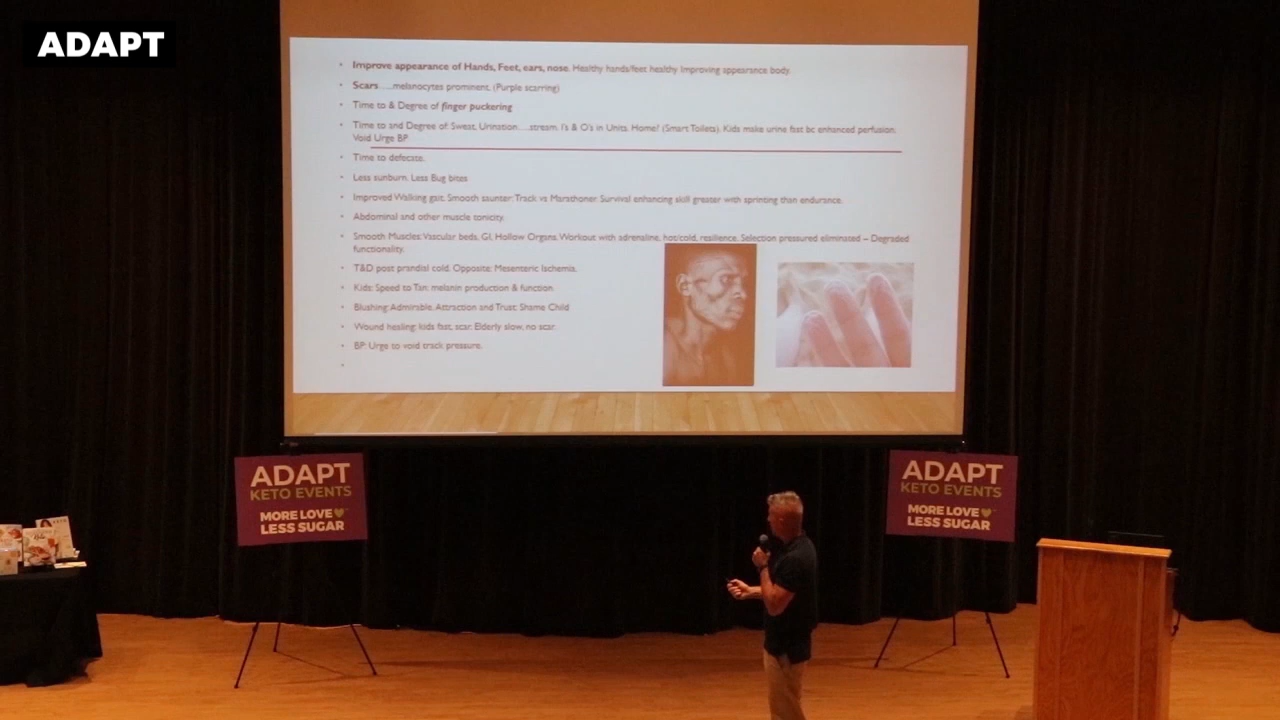 ADAPT
• Improve appearance of Hands, Feet, ears, nose. Healthy hands/feet healthy Improving appearance body.
• Scars….melanocytes prominent. (Purple scarring)
• Time to & Degree of finger puckering
• Time to and Degree of: Sweat, Urination….stream. I's & O's in Units. Home? (Smart Toilets). Kids make urine fast bc enhanced perfusion.
Void Urge BP
• Time to defecate.
• Less sunburn. Less Bug bites
• Improved Walking gait. Smooth saunter: Track vs Marathoner. Survival enhancing skill greater with sprinting than endurance.
• Abdominal and other muscle tonicity.
• Smooth Muscles: Vascular beds, GI, Hollow Organs. Workout with adrenaline, hot/cold, resilience. Selection pressured eliminated – Degraded
functionality.
• T&D post prandial cold. Opposite: Mesenteric Ischemia.
• Kids: Speed to Tan: melanin production & function.
• Blushing: Admirable. Attraction and Trust: Shame Child
• Wound healing: kids fast, scar. Elderly slow, no scar.
• BP: Urge to void track pressure.
•
ADAPT
KETO EVENTS
MORE LOVE
LESS SUGAR
ADAPT
KETO EVENTS
MORE LOVE
LESS SUGAR